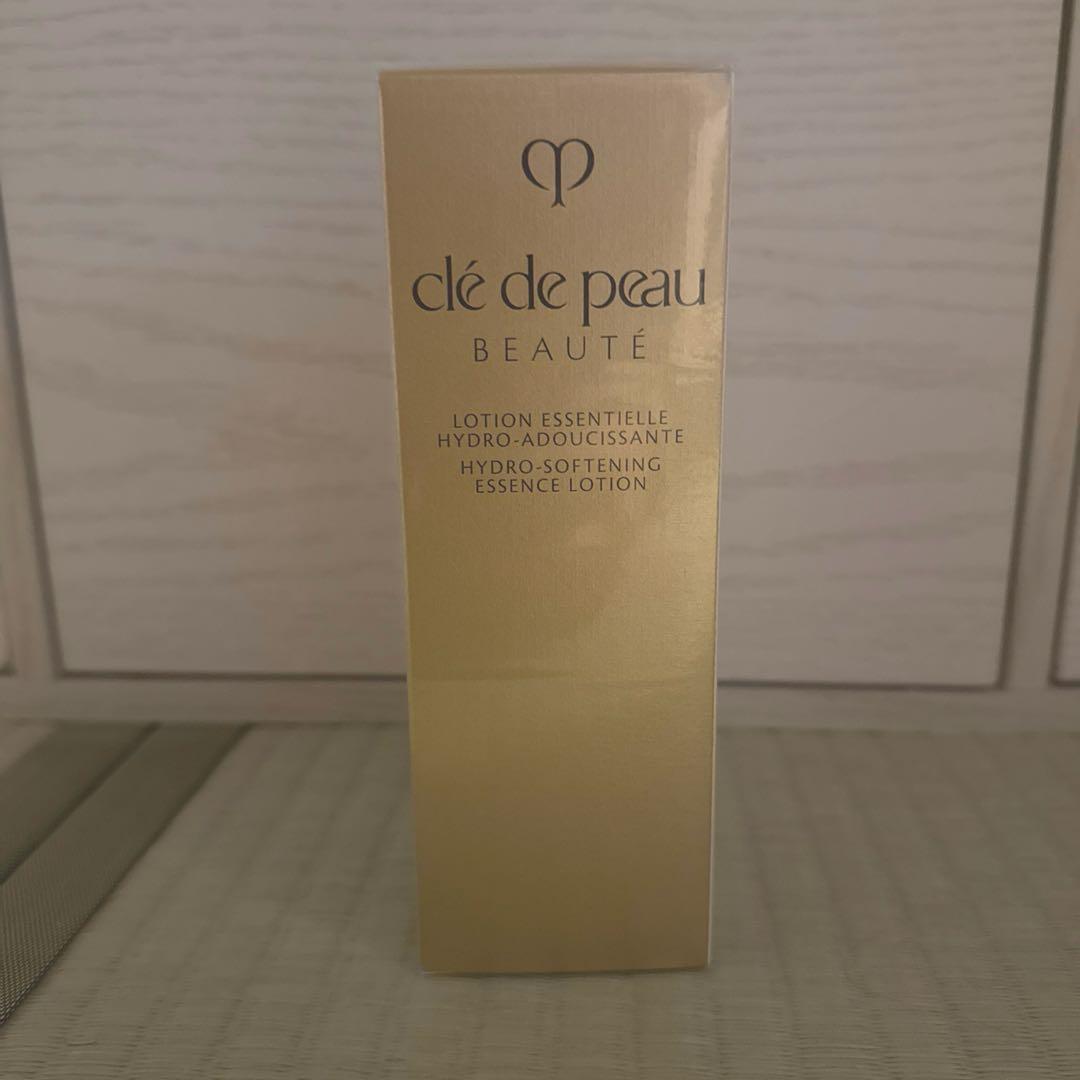 clé de peau
BEAUTÉ
LOTION ESSENTIELLE
HYDRO-ADOUCISSANTE
HYDRO-SOFTENING
ESSENCE LOTION